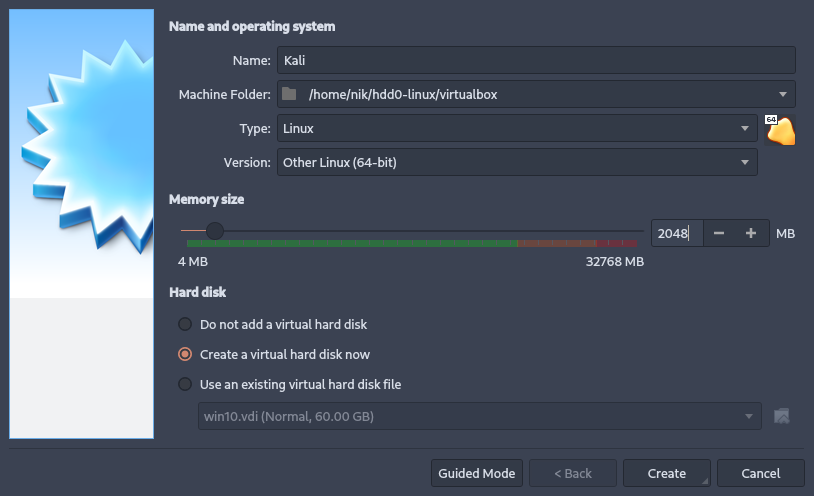 Name and operating system
Name: Kali
Machine Folder: /home/nik/hdd0-linux/virtualbox
Type: Linux
64
Version: Other Linux (64-bit)
Memory size
2048 MB
4 MB 32768 MB
Hard disk
Do not add a virtual hard disk
Create a virtual hard disk now
Use an existing virtual hard disk file
win10.vdi (Normal, 60.00 GB)
Guided Mode < Back Create Cancel